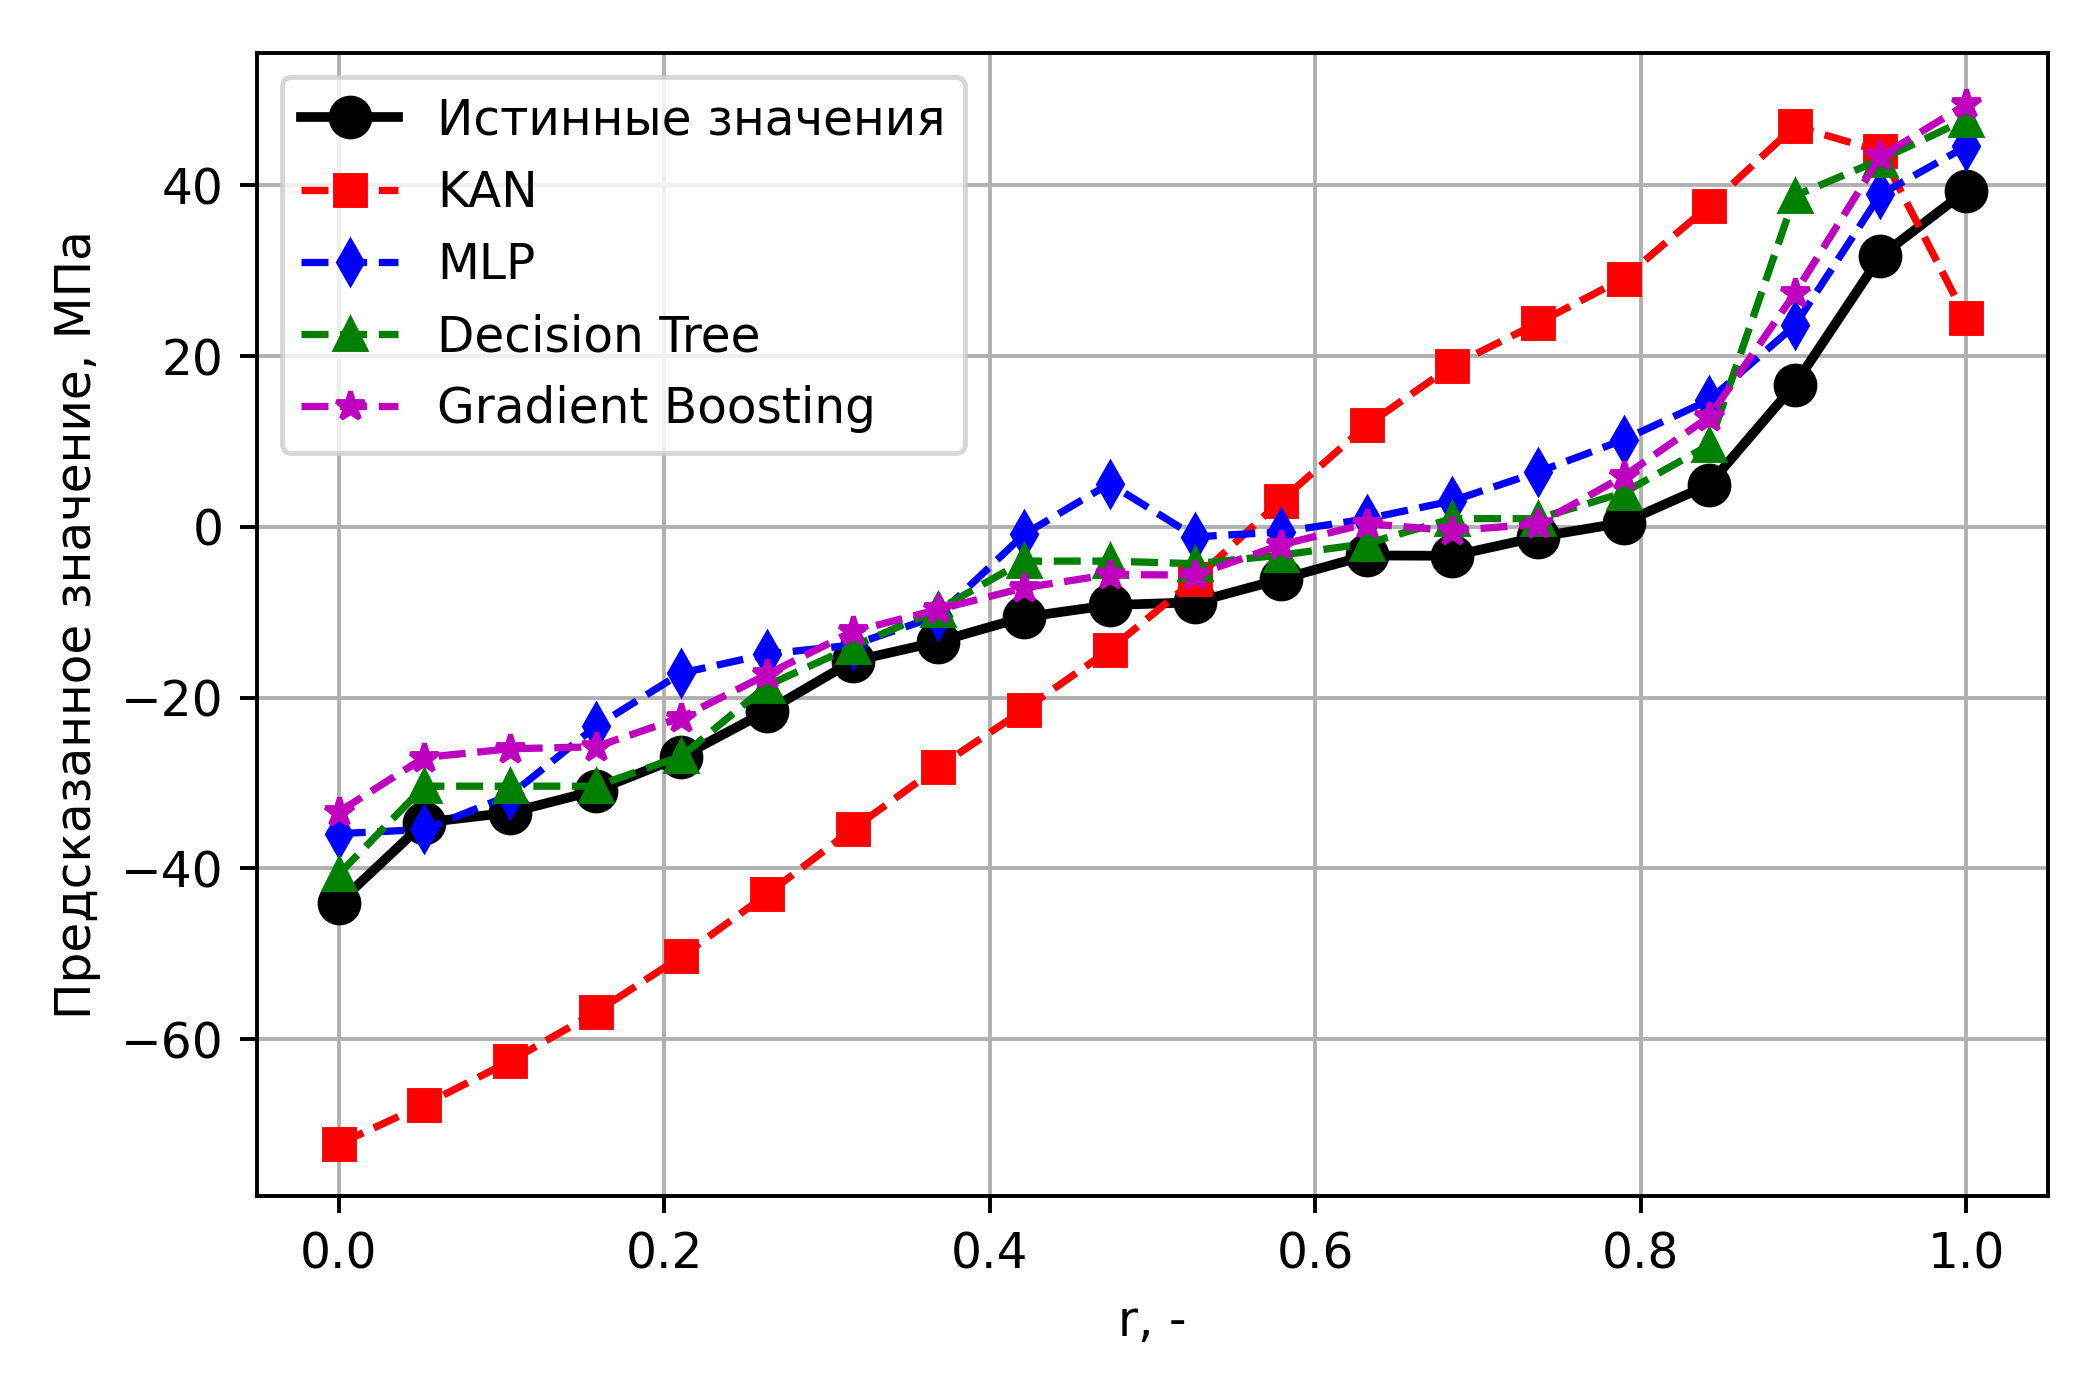 Истинные значения
KAN
MLP
Decision Tree
Gradient Boosting
Предсказанное значение, МПа
40
20
0
−20
−40
−60
0.0 0.2 0.4 0.6 0.8 1.0
r, -